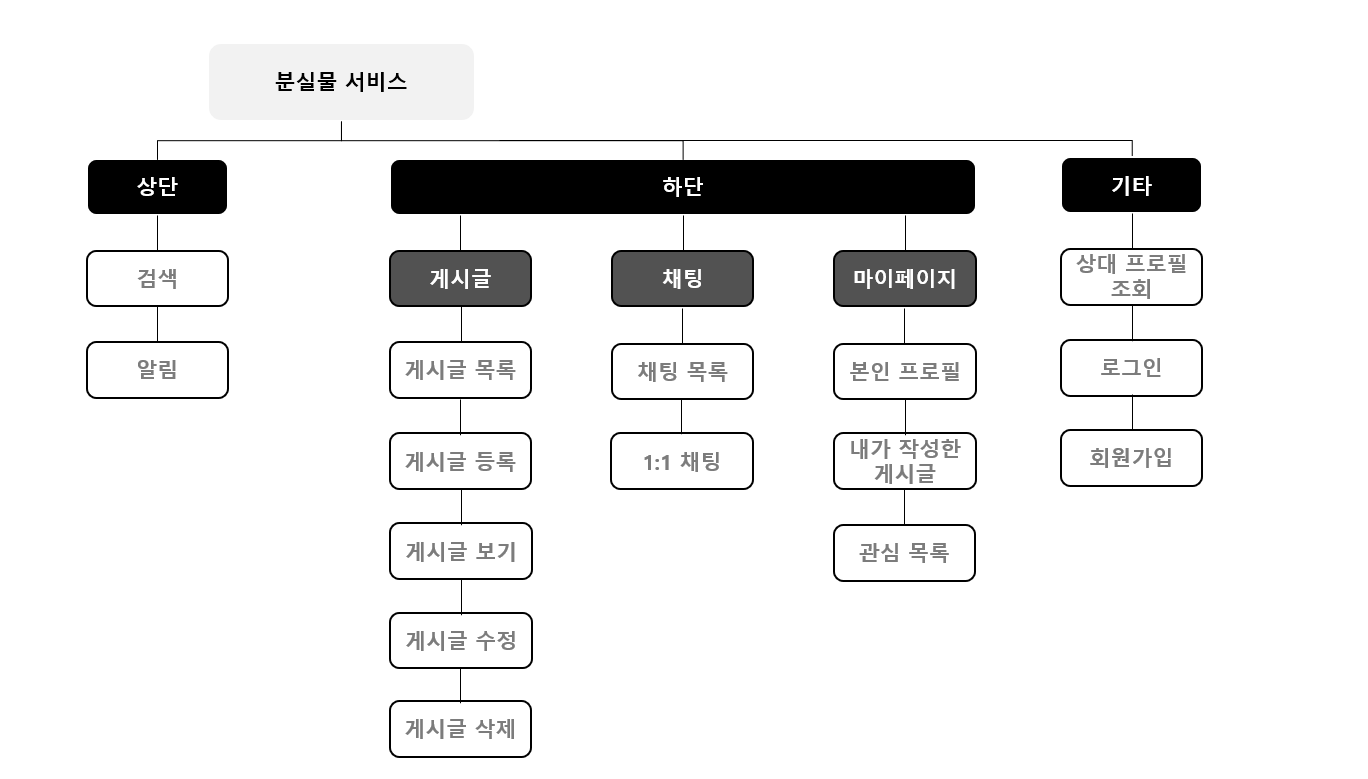 분실물 서비스
상단
하단
기타
검색
게시글
채팅
마이페이지
상대 프로필
조회
알림
게시글 목록
채팅 목록
본인 프로필
로그인
게시글 등록
1:1 채팅
내가 작성한
게시글
회원가입
게시글 보기
관심 목록
게시글 수정
게시글 삭제